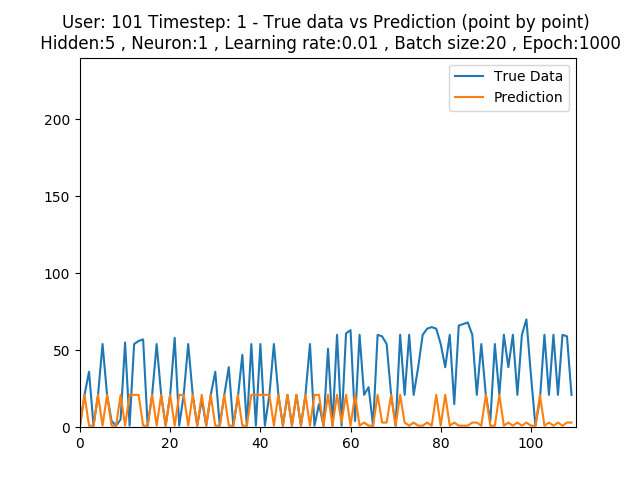 User: 101 Timestep: 1 - True data vs Prediction (point by point)
Hidden:5 , Neuron:1 , Learning rate:0.01 , Batch size:20 , Epoch:1000
True Data
Prediction
200
150
100
50
0
0 20 40 60 80 100